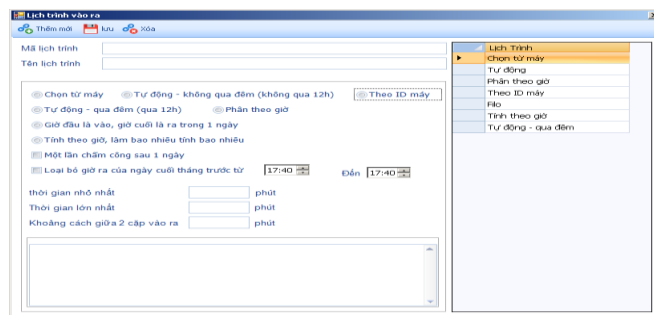 Lịch trình vào ra
Thêm mới lưu Xóa
Mã lịch trình
Tên lịch trình
Chọn từ máy Tự động - không qua đêm (không qua 12h) Theo ID máy
Tự động - qua đêm (qua 12h) Phân theo giờ
Giờ đầu là vào, giờ cuối là ra trong 1 ngày
Tính theo giờ, làm bao nhiêu tính bao nhiêu
Một lần chấm công sau 1 ngày
Loại bỏ giờ ra của ngày cuối tháng trước từ 17:40 Đến 17:40
thời gian nhỏ nhất phút
Thời gian lớn nhất phút
Khoảng cách giữa 2 cặp vào ra phút
Lịch Trình
Chọn từ máy
Tự động
Phân theo giờ
Theo ID máy
Filo
Tính theo giờ
Tự động - qua đêm